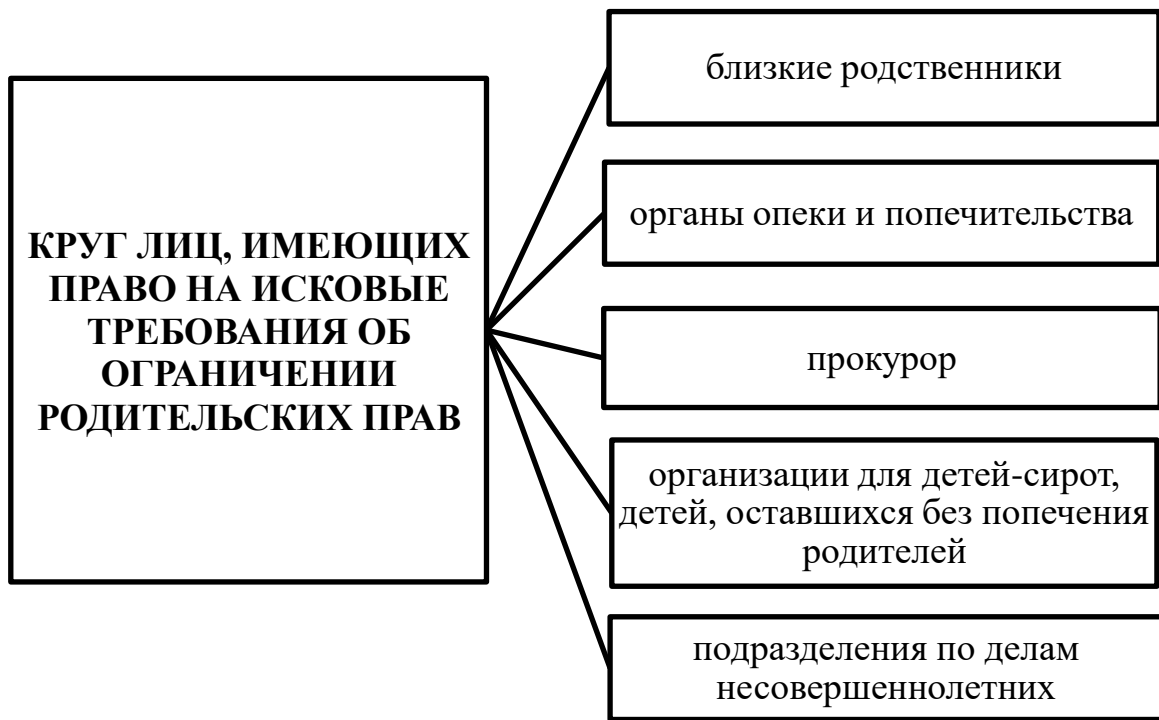 КРУГ ЛИЦ, ИМЕЮЩИХ
ПРАВО НА ИСКОВЫЕ
ТРЕБОВАНИЯ ОБ
ОГРАНИЧЕНИИ
РОДИТЕЛЬСКИХ ПРАВ
близкие родственники
органы опеки и попечительства
прокурор
организации для детей-сирот,
детей, оставшихся без попечения
родителей
подразделения по делам
несовершеннолетних